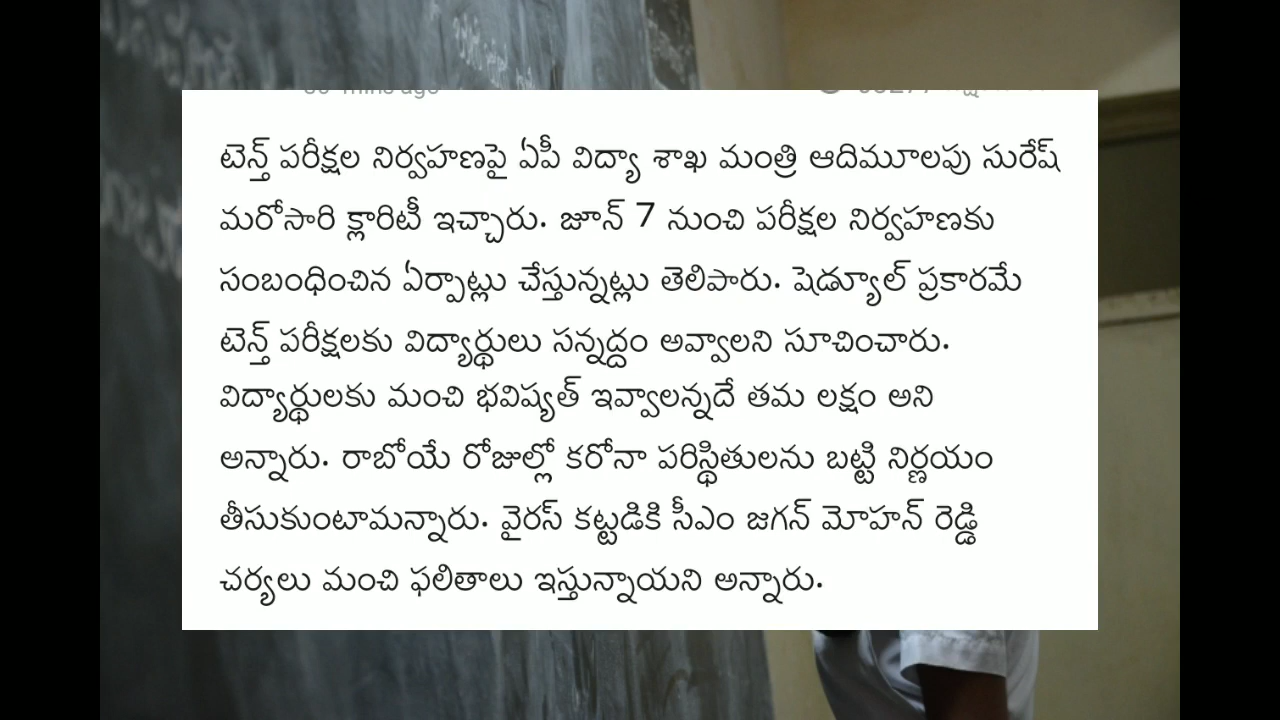 టెన్త్ పరీక్షల నిర్వహణపై ఏపీ విద్యా శాఖ మంత్రి ఆదిమూలపు సురేష్
మరోసారి క్లారిటీ ఇచ్చారు. జూన్ 7 నుంచి పరీక్షల నిర్వహణకు
సంబంధించిన ఏర్పాట్లు చేస్తున్నట్లు తెలిపారు. షెడ్యూల్ ప్రకారమే
టెన్త్ పరీక్షలకు విద్యార్థులు సన్నద్దం అవ్వాలని సూచించారు.
విద్యార్థులకు మంచి భవిష్యత్ ఇవ్వాలన్నదే తమ లక్షం అని
అన్నారు. రాబోయే రోజుల్లో కరోనా పరిస్థితులను బట్టి నిర్ణయం
తీసుకుంటామన్నారు. వైరస్ కట్టడికి సీఎం జగన్ మోహన్ రెడ్డి
చర్యలు మంచి ఫలితాలు ఇస్తున్నాయని అన్నారు.